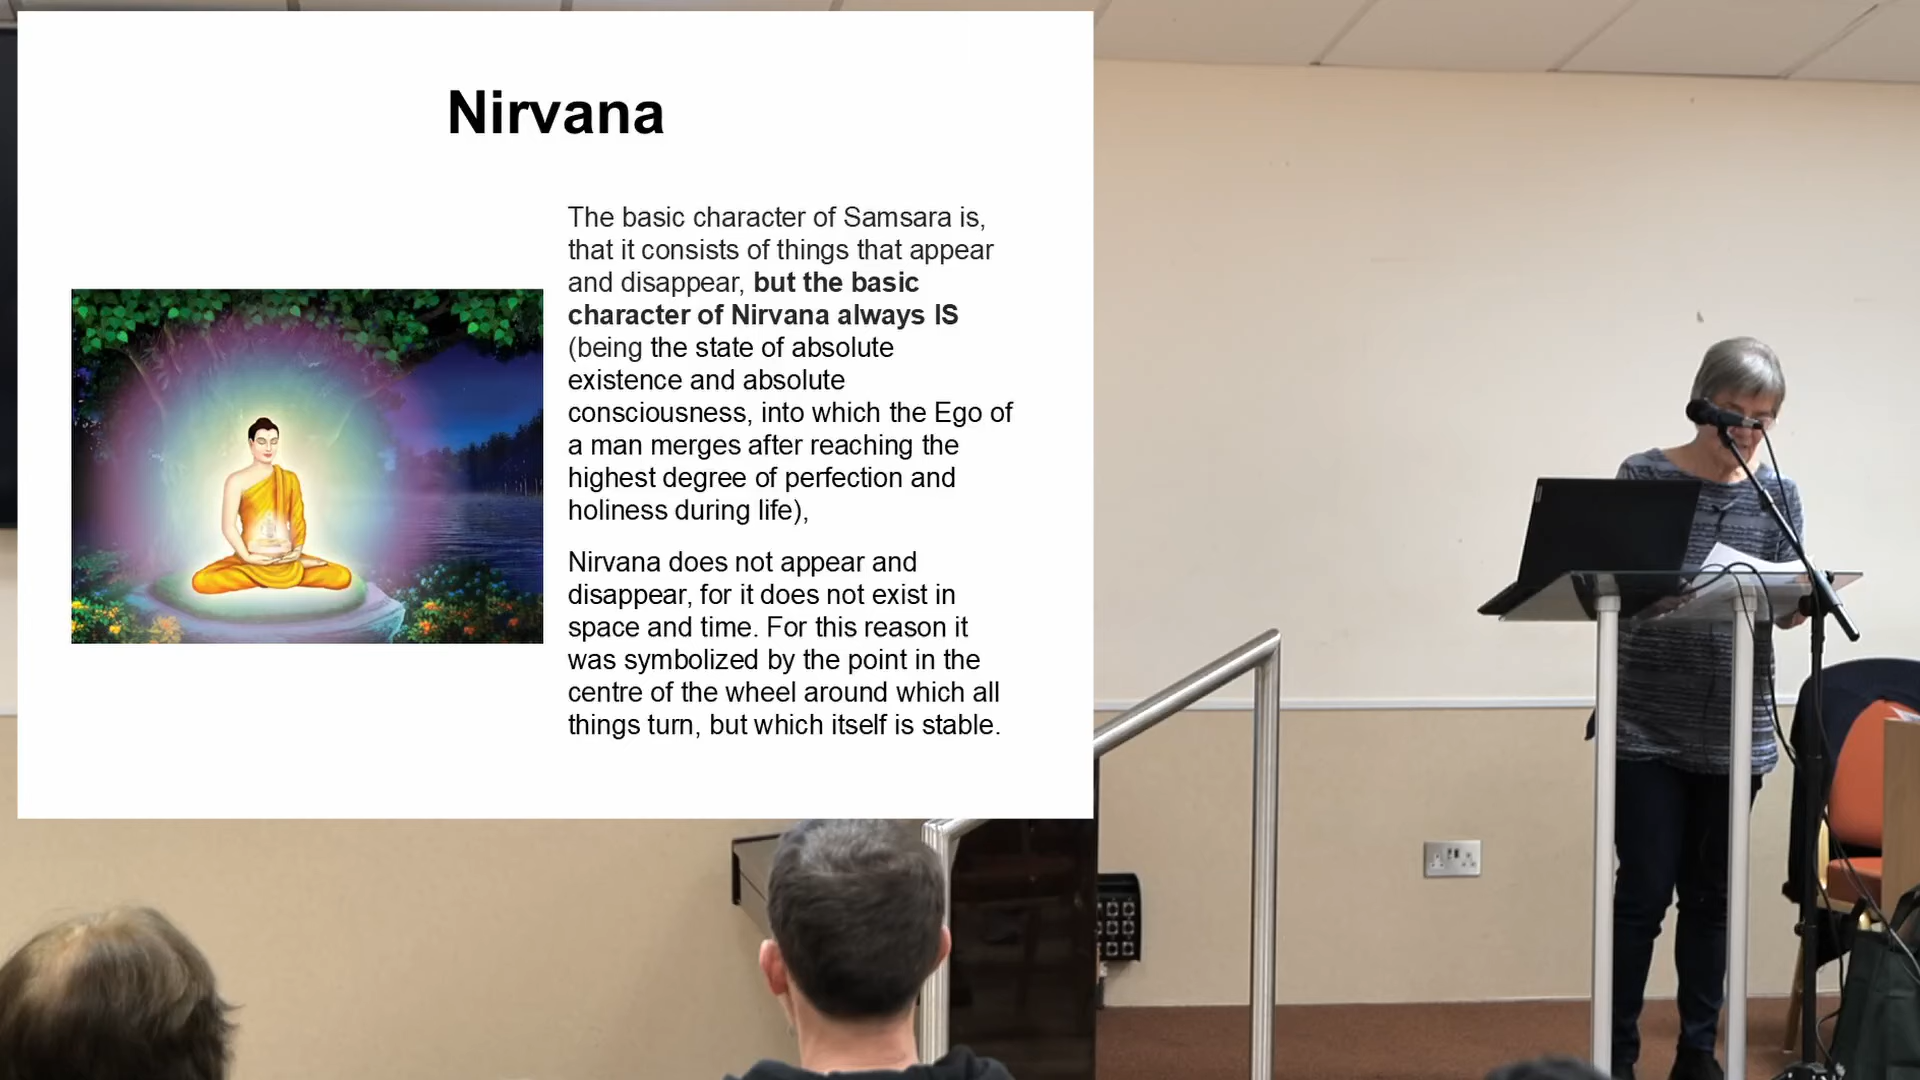 Nirvana
The basic character of Samsara is,
that it consists of things that appear
and disappear, but the basic
character of Nirvana always IS
(being the state of absolute
existence and absolute
consciousness, into which the Ego of
a man merges after reaching the
highest degree of perfection and
holiness during life),
Nirvana does not appear and
disappear, for it does not exist in
space and time. For this reason it
was symbolized by the point in the
centre of the wheel around which all
things turn, but which itself is stable.